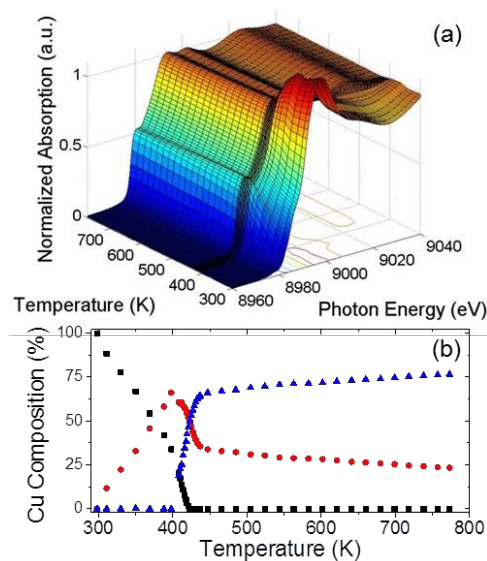 (a)
Normalized Absorption (a.u.)
1
0.5
0
700
600
500
400
300
8960
8980
9000
9020
9040
Temperature (K)
Photon Energy (eV)
(b)
Cu Composition (%)
100
75
50
25
0
300 400 500 600 700 800
Temperature (K)